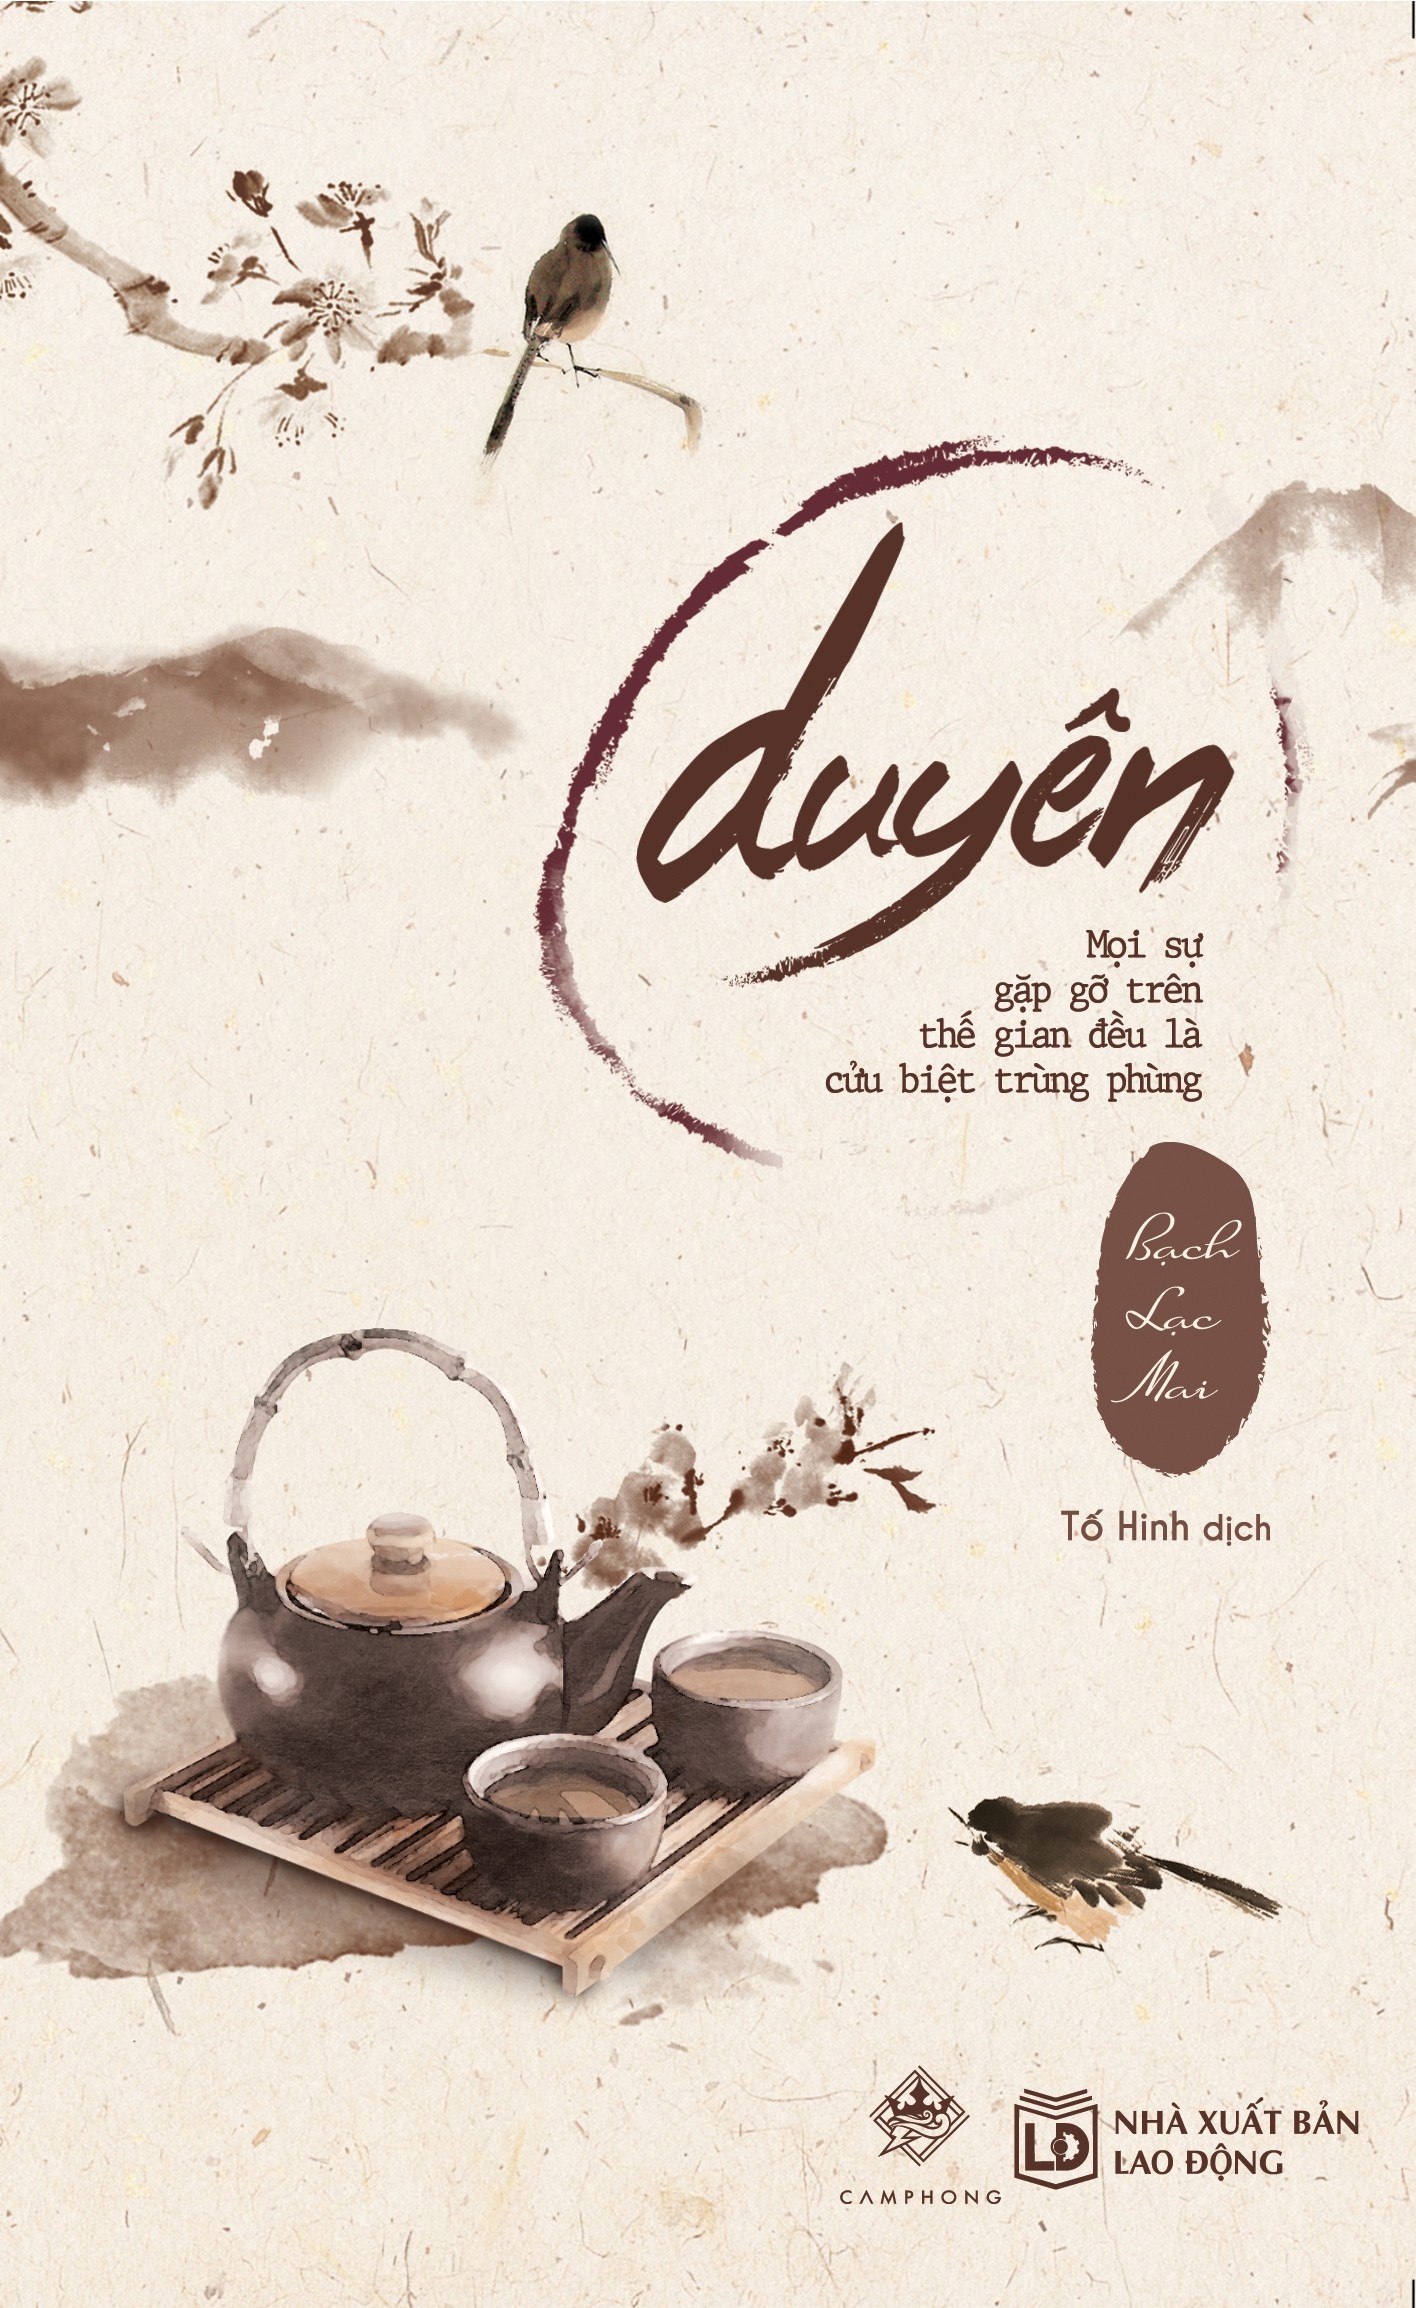 duyên
Mọi sự
gặp gỡ trên
thế gian đều là
cửu biệt trùng phùng
Bạch
Lạc
Mai
Tố Hinh dịch
CAMPHONG
LD
NHÀ XUẤT BẢN
LAO ĐỘNG